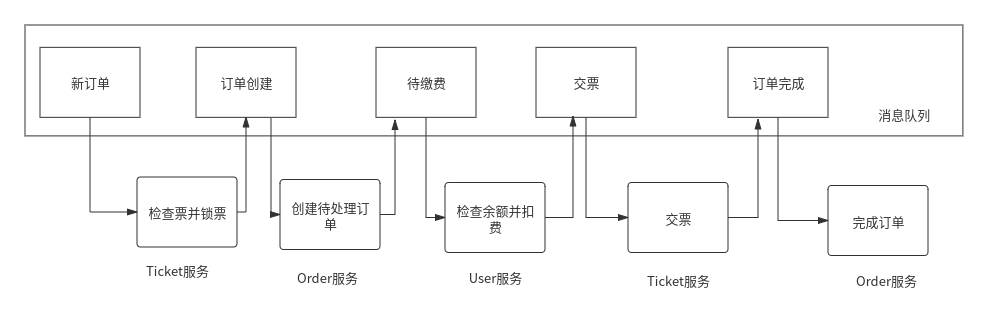 新订单
订单创建
待缴费
交票
订单完成
消息队列
检查票并锁票
创建待处理订
单
检查余额并扣
费
交票
完成订单
Ticket服务
Order服务
User服务
Ticket服务
Order服务